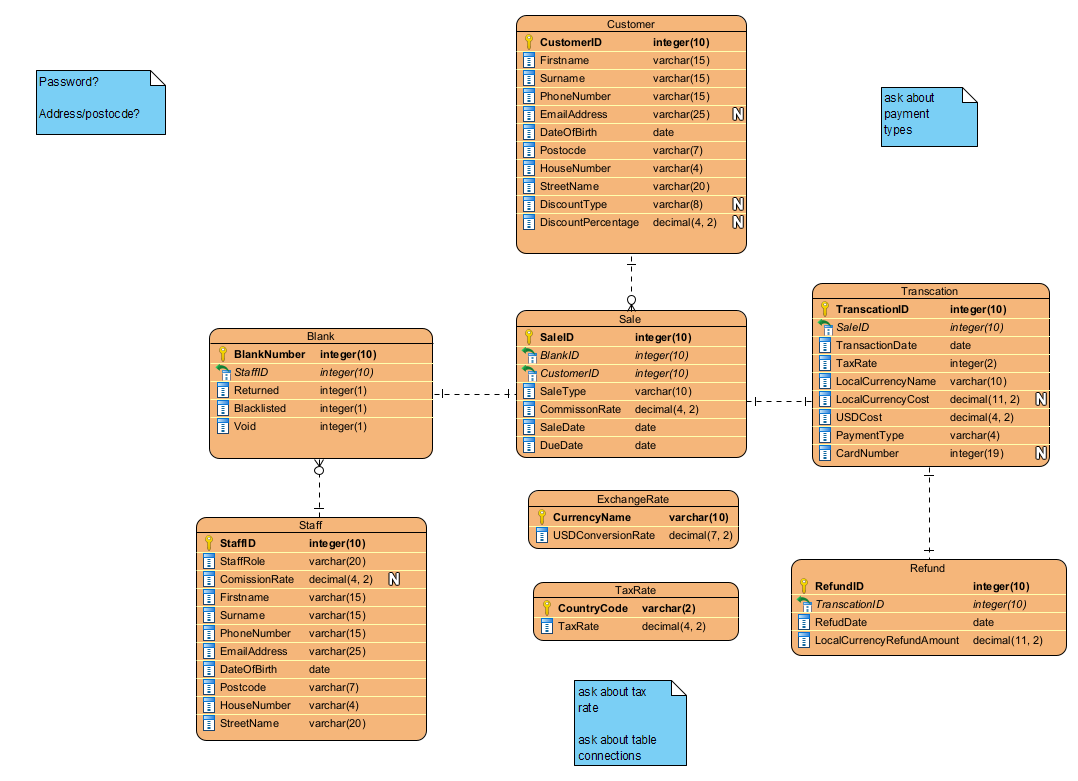 Customer
CustomerID integer(10)
Firstname varchar(15)
Surname varchar(15)
PhoneNumber varchar(15)
EmailAddress varchar(25) N
DateOfBirth date
Postocde varchar(7)
HouseNumber varchar(4)
StreetName varchar(20)
DiscountType varchar(8) N
DiscountPercentage decimal(4, 2) N
Password?
Address/postocde?
ask about
payment
types
Blank
BlankNumber integer(10)
StaffID integer(10)
Returned integer(1)
Blacklisted integer(1)
Void integer(1)
Sale
SaleID integer(10)
BlankID integer(10)
CustomerID integer(10)
SaleType varchar(10)
CommissonRate decimal(4, 2)
SaleDate date
DueDate date
Transcation
TranscationID integer(10)
SaleID integer(10)
TransactionDate date
TaxRate integer(2)
LocalCurrencyName varchar(10)
LocalCurrencyCost decimal(11, 2) N
USDCost decimal(4, 2)
PaymentType varchar(4)
CardNumber integer(19) N
Staff
StaffID integer(10)
StaffRole varchar(20)
ComissionRate decimal(4, 2) N
Firstname varchar(15)
Surname varchar(15)
PhoneNumber varchar(15)
EmailAddress varchar(25)
DateOfBirth date
Postcode varchar(7)
HouseNumber varchar(4)
StreetName varchar(20)
ExchangeRate
CurrencyName varchar(10)
USDConversionRate decimal(7, 2)
TaxRate
CountryCode varchar(2)
TaxRate decimal(4, 2)
Refund
RefundID integer(10)
TranscationID integer(10)
RefudDate date
LocalCurrencyRefundAmount decimal(11, 2)
ask about tax
rate
ask about table
connections